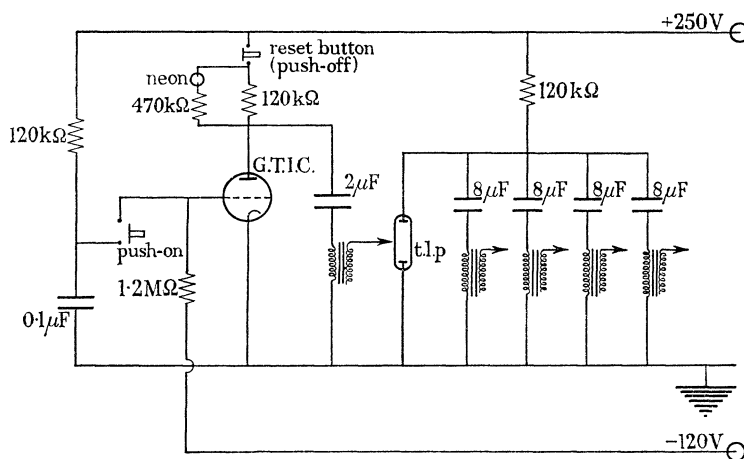 +250V
reset button
(push-off)
neon
470kΩ
120kΩ
120kΩ
120kΩ
G.T.I.C.
2μF
8μF
8μF
8μF
8μF
push-on
t.l.p
1·2MΩ
0·1μF
−120V